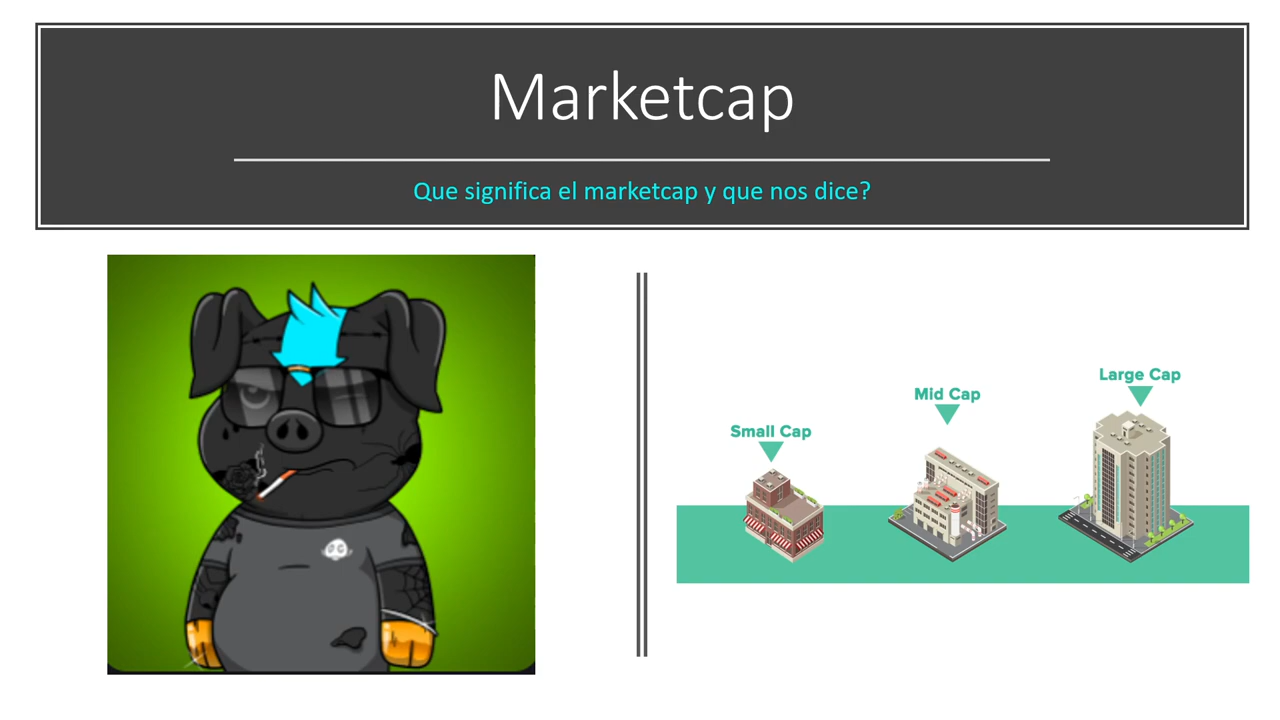 Marketcap
Que significa el marketcap y que nos dice?
Small Cap
Mid Cap
Large Cap